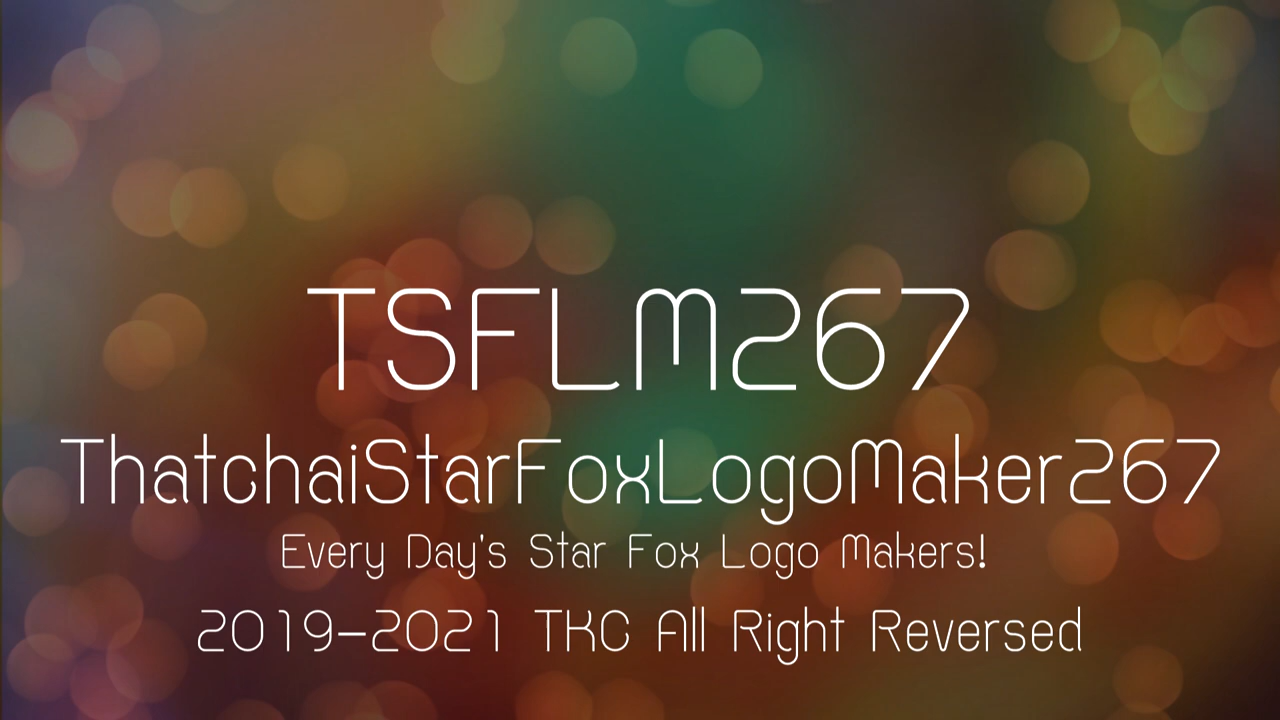 TSFLM267
ThatchaiStarFoxLogoMaker267
Every Day's Star Fox Logo Makers!
2019-2021 TKC All Right Reversed